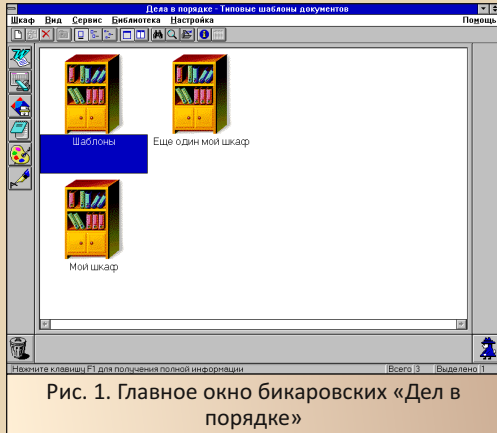 Дела в порядке - Типовые шаблоны документов
Шкаф Вид Сервис Библиотека Настройка Помощь
Шаблоны
Еще один мой шкаф
Мой шкаф
Нажмите клавишу F1 для получения полной информации Всего 3 Выделено 1
Рис. 1. Главное окно бикаровских «Дел в
порядке»